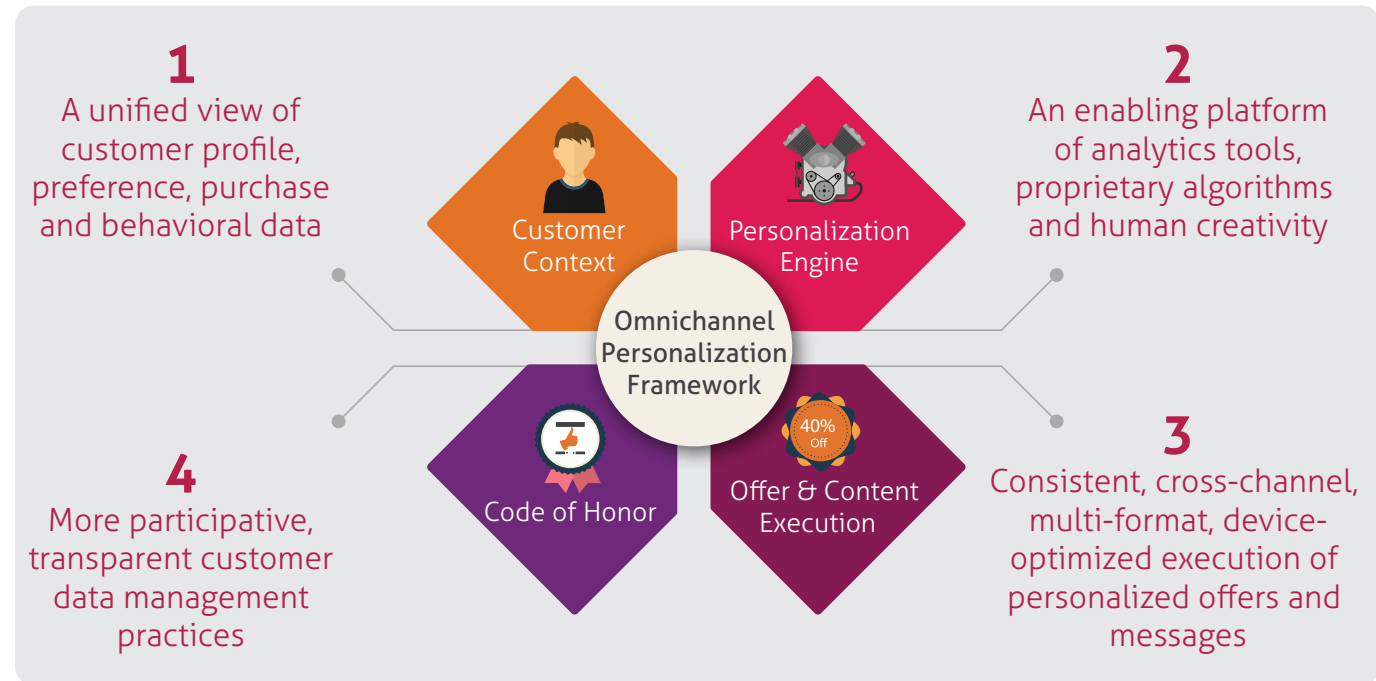 1
A unified view of
customer profile,
preference, purchase
and behavioral data
Customer
Context
2
An enabling platform
of analytics tools,
proprietary algorithms
and human creativity
Personalization
Engine
Omnichannel
Personalization
Framework
3
Consistent, cross-channel,
multi-format, device-
optimized execution of
personalized offers and
messages
40%
Off
Offer & Content
Execution
4
More participative,
transparent customer
data management
practices
Code of Honor